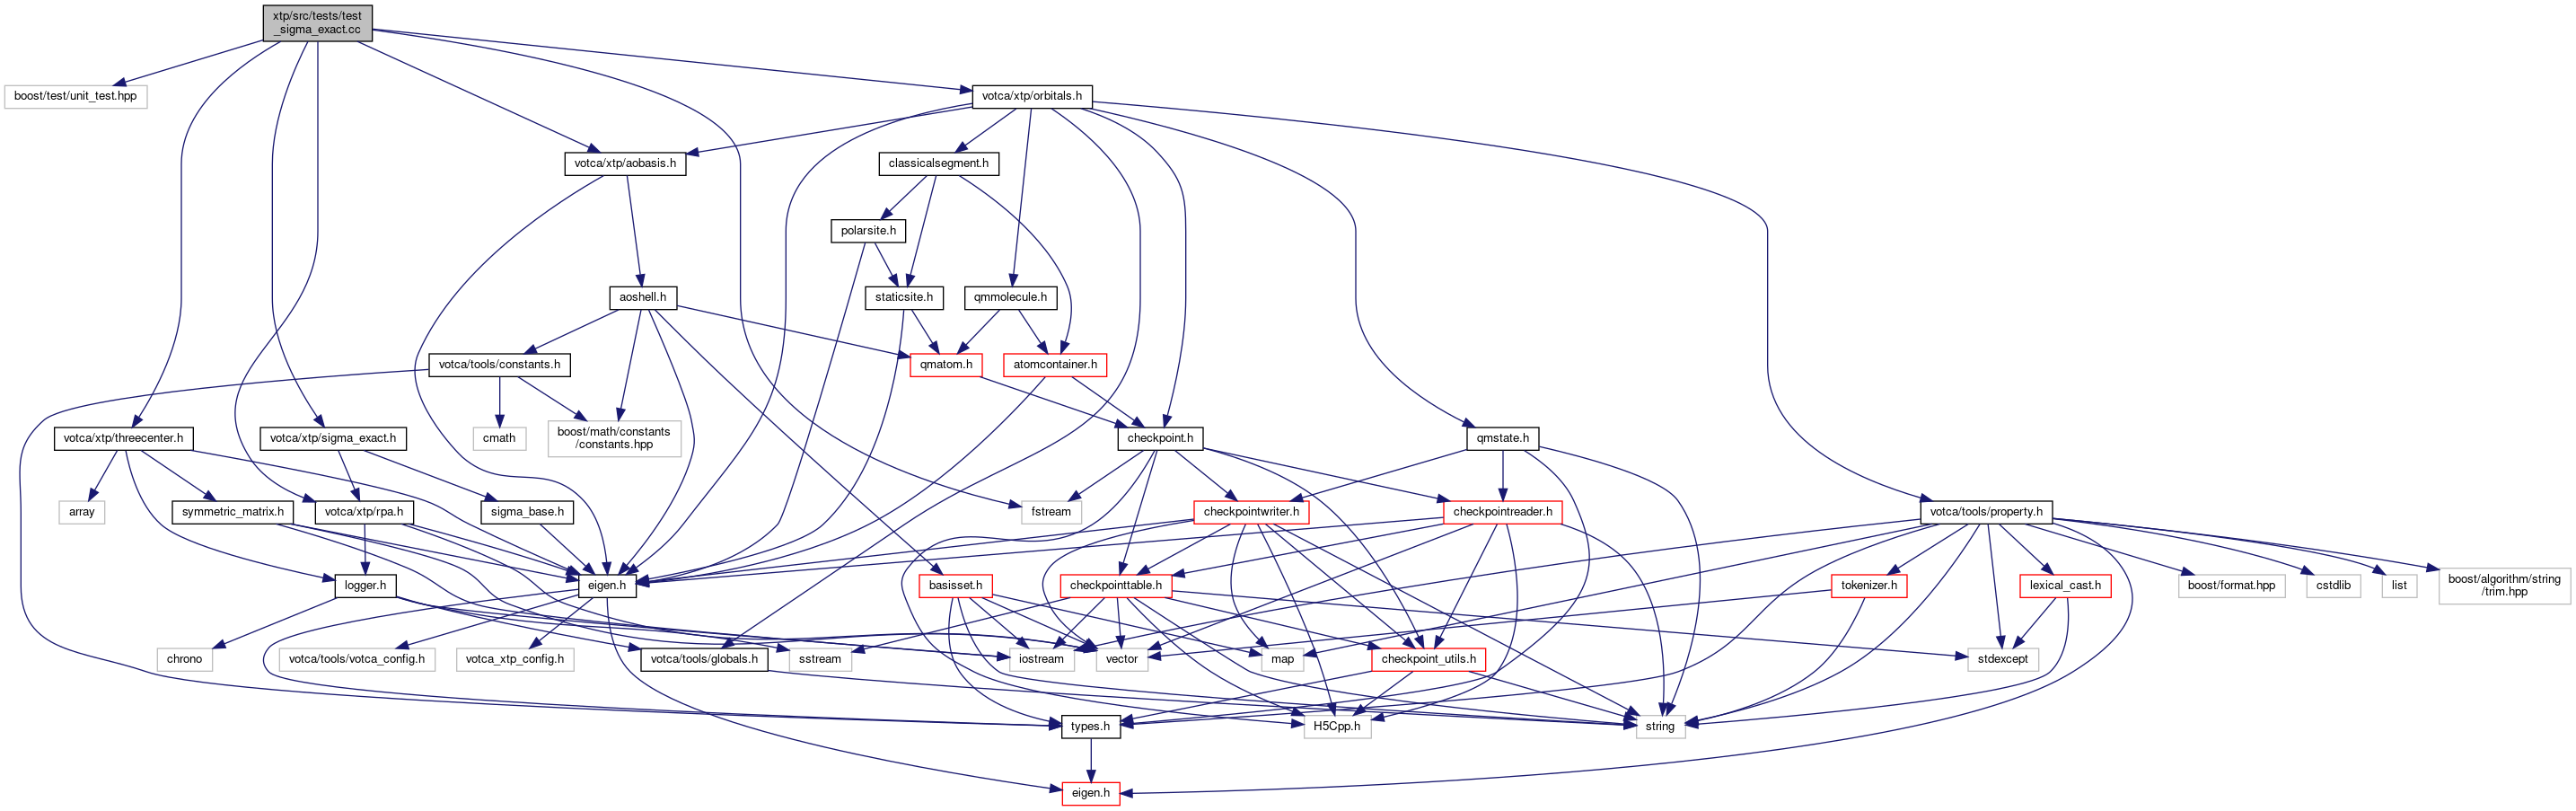 xtp/src/tests/test
_sigma_exact.cc
boost/test/unit_test.hpp
votca/xtp/orbitals.h
votca/xtp/aobasis.h
classicalsegment.h
polarsite.h
aoshell.h
staticsite.h
qmmolecule.h
votca/tools/constants.h
qmatom.h
atomcontainer.h
votca/xtp/threecenter.h
votca/xtp/sigma_exact.h
cmath
boost/math/constants
/constants.hpp
checkpoint.h
qmstate.h
array
symmetric_matrix.h
votca/xtp/rpa.h
sigma_base.h
fstream
checkpointwriter.h
checkpointreader.h
votca/tools/property.h
logger.h
eigen.h
basisset.h
checkpointtable.h
tokenizer.h
lexical_cast.h
boost/format.hpp
cstdlib
list
boost/algorithm/string
/trim.hpp
chrono
votca/tools/votca_config.h
votca_xtp_config.h
votca/tools/globals.h
sstream
iostream
vector
map
checkpoint_utils.h
stdexcept
types.h
H5Cpp.h
string
eigen.h